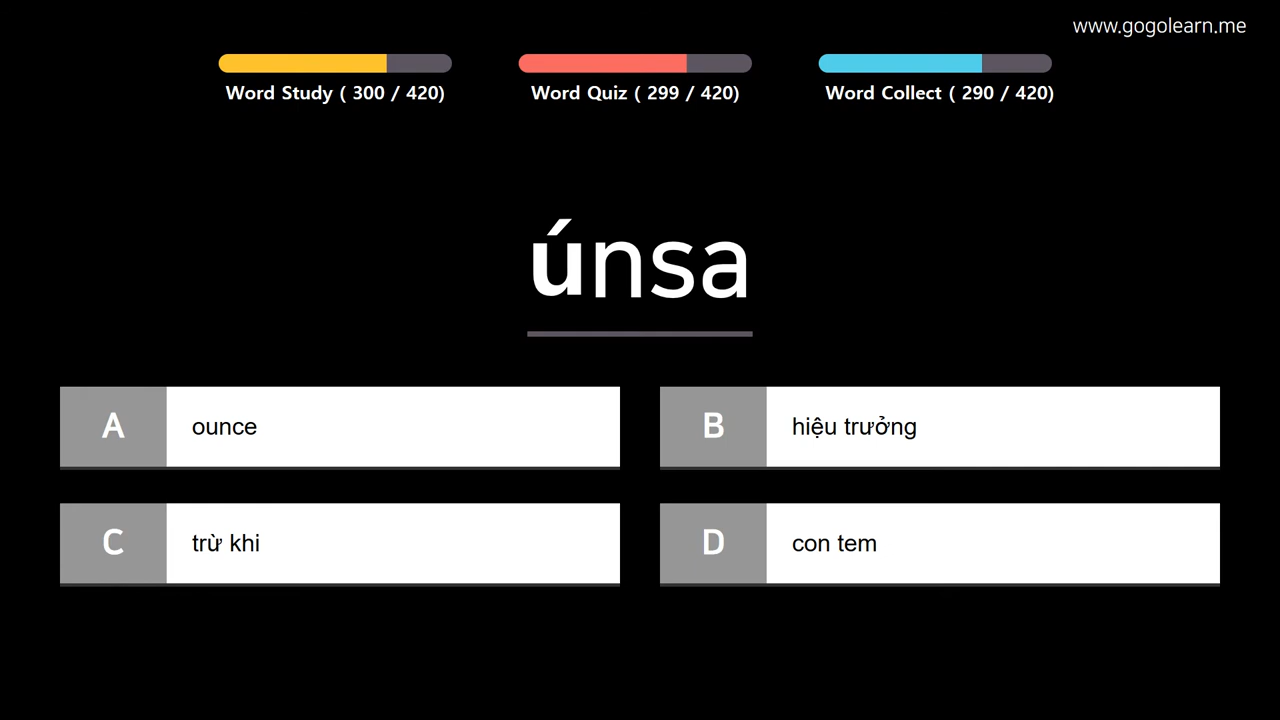 www.gogolearn.me
Word Study ( 300 / 420)
Word Quiz ( 299 / 420)
Word Collect ( 290 / 420)
únsa
A
ounce
B
hiệu trưởng
C
trừ khi
D
con tem